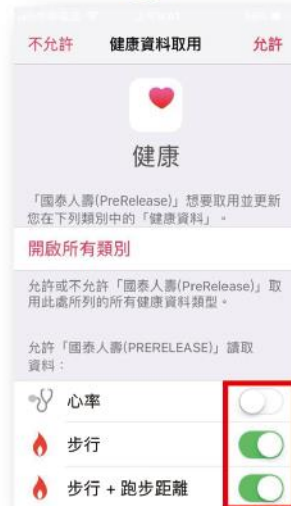 不允許 健康資料取用 允許
健康
「國泰人壽(PreRelease)」想要取用並更新
您在下列類別中的「健康資料」。
開啟所有類別
允許或不允許「國泰人壽(PreRelease)」取
用此處所列的所有健康資料類型。
允許「國泰人壽(PRERELEASE)」讀取
資料：
心率
步行
步行 + 跑步距離